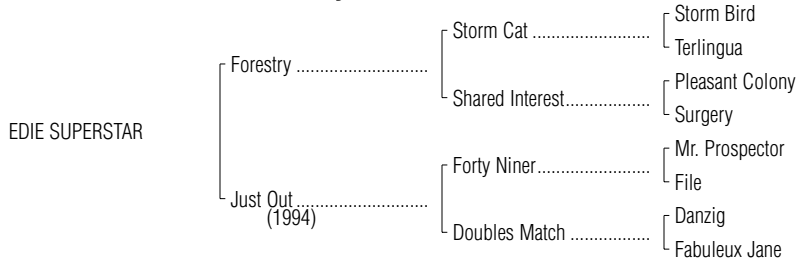 Storm Bird
Storm Cat ..........................
Terlingua
Forestry .............................
Pleasant Colony
Shared Interest...................
Surgery
EDIE SUPERSTAR
Mr. Prospector
Forty Niner.........................
File
Just Out .............................
(1994)
Danzig
Doubles Match ..................
Fabuleux Jane